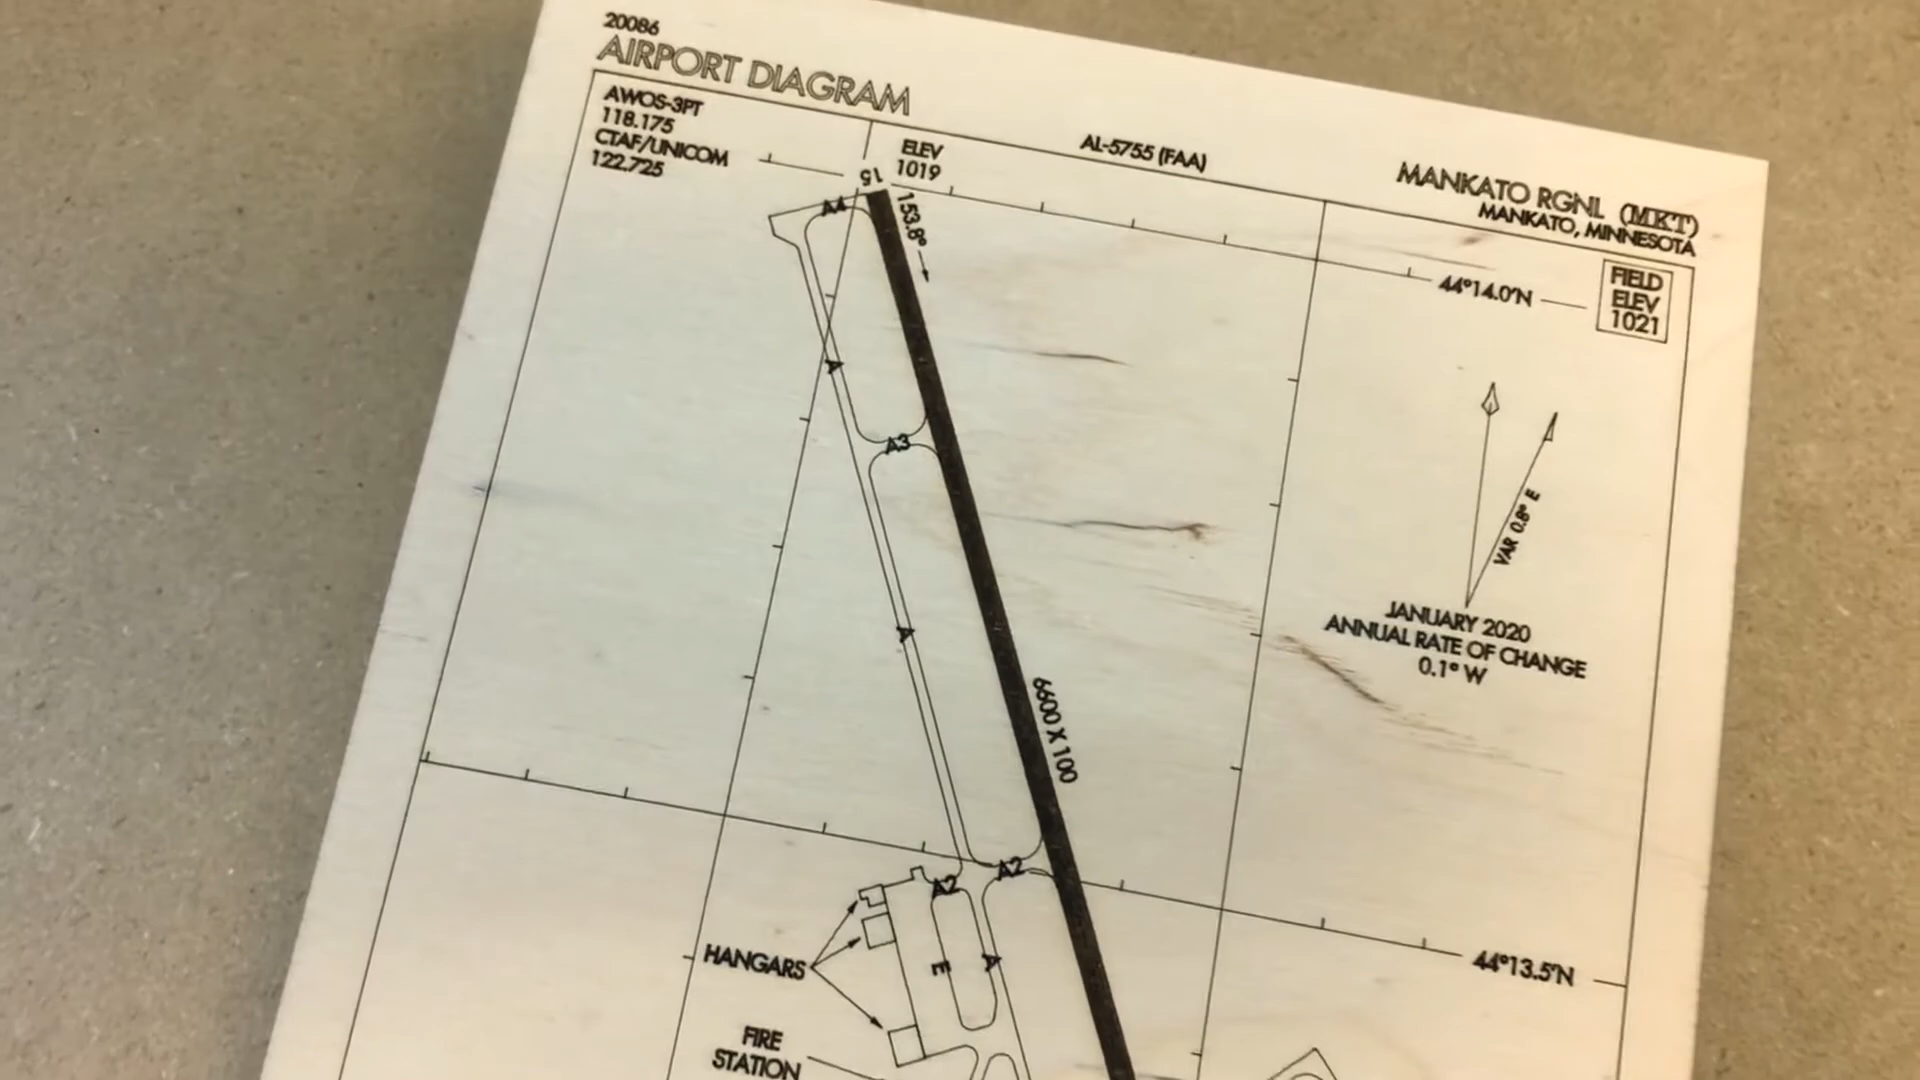 20086
AIRPORT DIAGRAM
AWOS-3PT
118.175
CTAF/UNICOM
122.725
AL-5755 (FAA)
MANKATO RGNL (MKT)
MANKATO, MINNESOTA
ELEV
1019
15
153.8°
44°14.0'N
FIELD
ELEV
1021
A4
A
A3
VAR 0.8° E
JANUARY 2020
ANNUAL RATE OF CHANGE
0.1° W
A
6600 X 100
A2
A2
HANGARS
E
A
44°13.5'N
FIRE
STATION